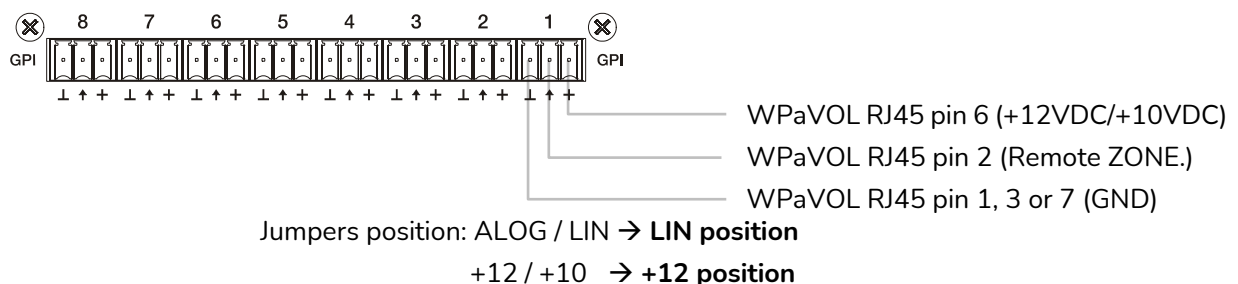 8 7 6 5 4 3 2 1
GPI GPI
⊥ ↑ + ⊥ ↑ + ⊥ ↑ + ⊥ ↑ + ⊥ ↑ + ⊥ ↑ + ⊥ ↑ + ⊥ ↑ +
WPaVOL RJ45 pin 6 (+12VDC/+10VDC)
WPaVOL RJ45 pin 2 (Remote ZONE.)
WPaVOL RJ45 pin 1, 3 or 7 (GND)
Jumpers position: ALOG / LIN → LIN position
+12 / +10 → +12 position